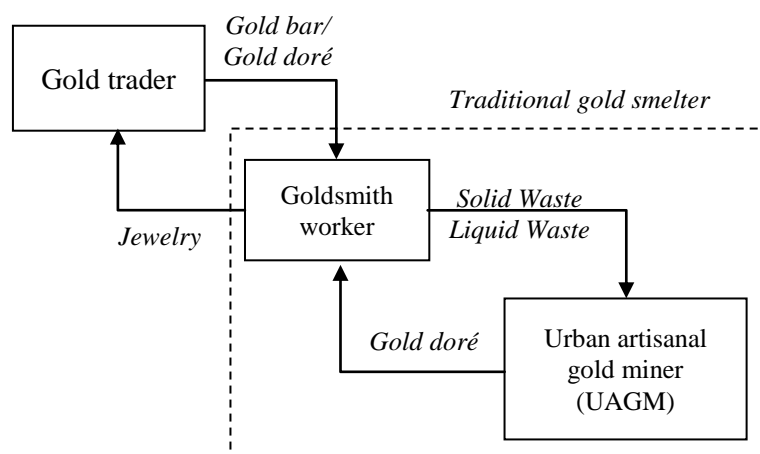 Gold bar/
Gold doré
Gold trader
Traditional gold smelter
Goldsmith
worker
Solid Waste
Liquid Waste
Jewelry
Gold doré
Urban artisanal
gold miner
(UAGM)